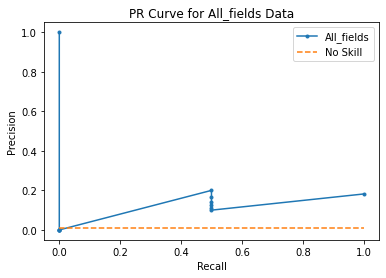 PR Curve for All_fields Data
1.0
0.8
0.6
0.4
0.2
0.0
Precision
All_fields
No Skill
0.0 0.2 0.4 0.6 0.8 1.0
Recall